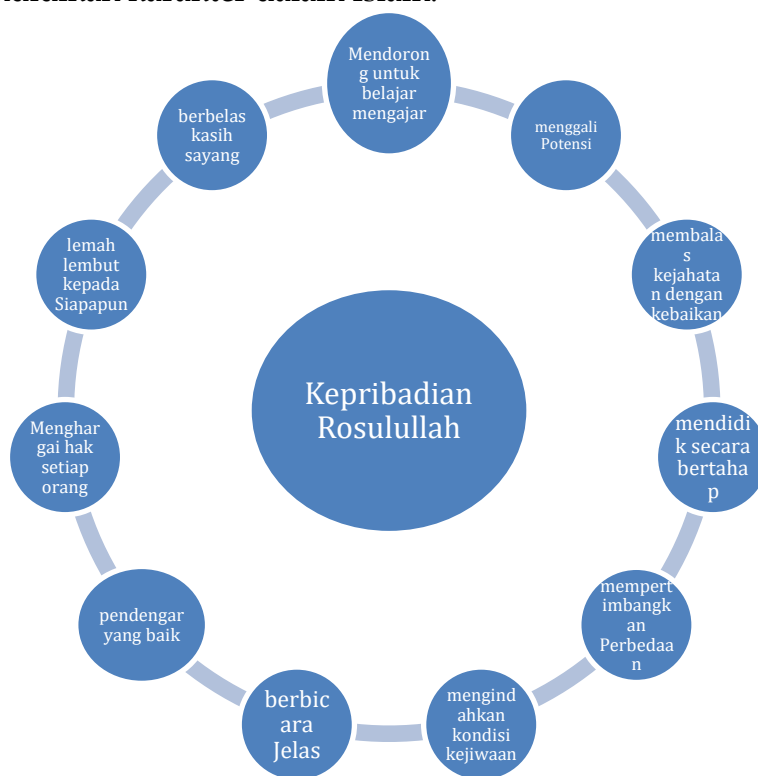 Mendoron
g untuk
belajar
mengajar
menggali
Potensi
membala
s
kejahata
n dengan
kebaikan
mendidi
k secara
bertaha
p
mempert
imbangk
an
Perbedaa
n
mengind
ahkan
kondisi
kejiwaan
berbic
ara
Jelas
pendengar
yang baik
Menghar
gai hak
setiap
orang
lemah
lembut
kepada
Siapapun
berbelas
kasih
sayang
Kepribadian
Rosulullah